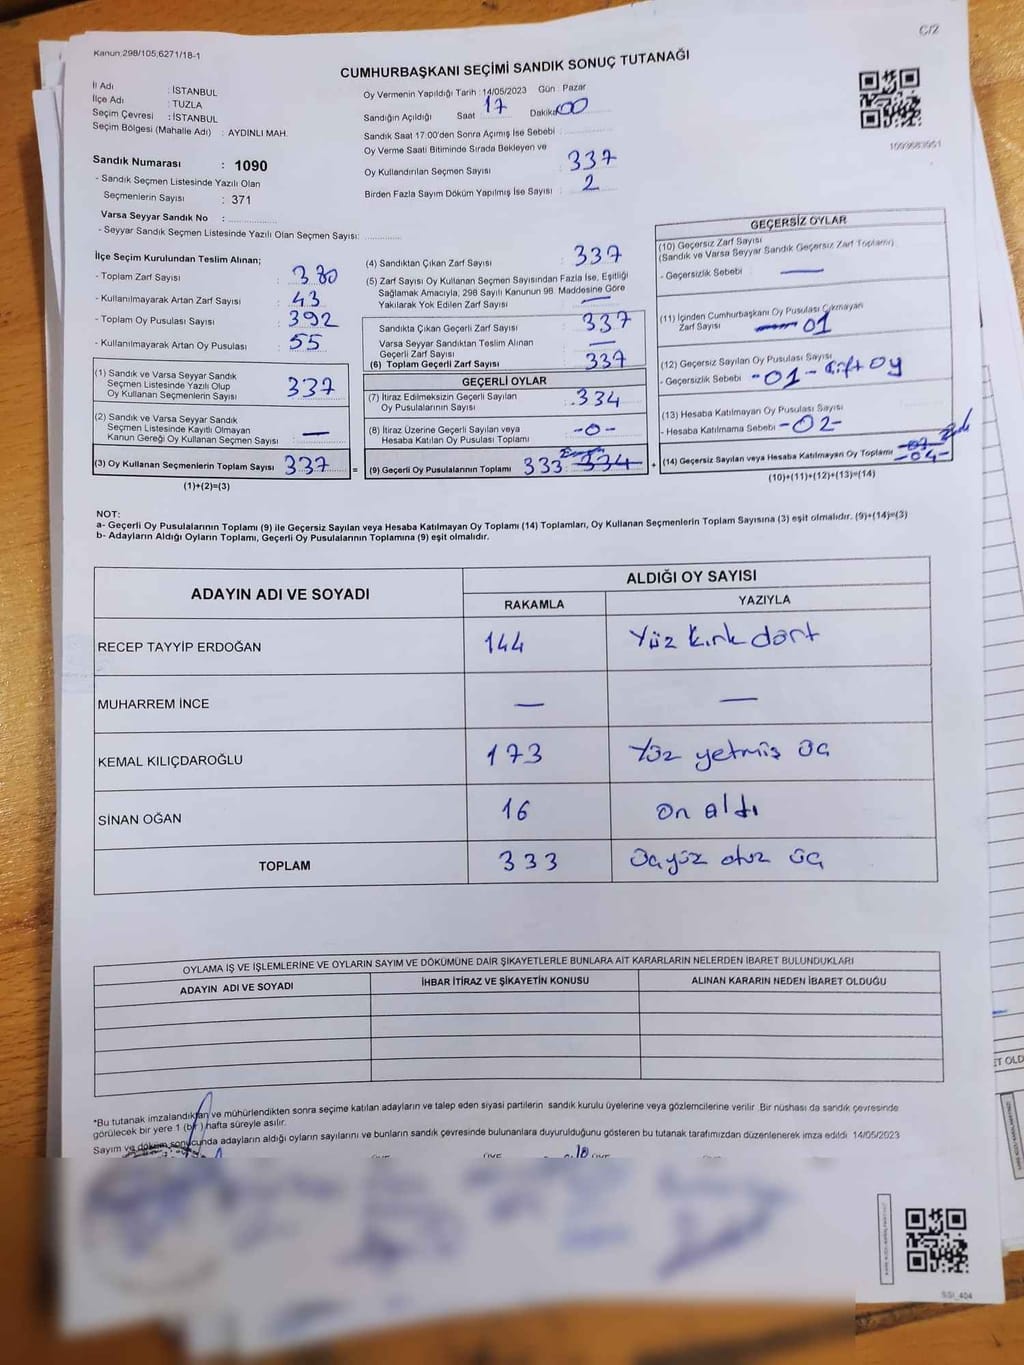 C/2
Kanun:298/105,6271/18-1
CUMHURBAŞKANI SEÇİMİ SANDIK SONUÇ TUTANAĞI
İl Adı : İSTANBUL
İlçe Adı : TUZLA
Seçim Çevresi : İSTANBUL
Seçim Bölgesi (Mahalle Adı) : AYDINLI MAH.
Oy Vermenin Yapıldığı Tarih : 14/05/2023 Gün : Pazar
Sandığın Açıldığı Saat 17 Dakika 00
Sandık Saat 17:00'den Sonra Açımış İse Sebebi
Oy Verme Saati Bitiminde Sırada Bekleyen ve
Oy Kullandırılan Seçmen Sayısı : 337
Birden Fazla Sayım Döküm Yapılmış İse Sayısı : 2
1093683951
Sandık Numarası : 1090
- Sandık Seçmen Listesinde Yazılı Olan
Seçmenlerin Sayısı : 371
Varsa Seyyar Sandık No :
- Seyyar Sandık Seçmen Listesinde Yazılı Olan Seçmen Sayısı:
İlçe Seçim Kurulundan Teslim Alınan;
- Toplam Zarf Sayısı : 380
- Kullanılmayarak Artan Zarf Sayısı : 43
- Toplam Oy Pusulası Sayısı : 392
- Kullanılmayarak Artan Oy Pusulası : 55
(1) Sandık ve Varsa Seyyar Sandık
Seçmen Listesinde Yazılı Olup
Oy Kullanan Seçmenlerin Sayısı : 337
(2) Sandık ve Varsa Seyyar Sandık
Seçmen Listesinde Kayıtlı Olmayan
Kanun Gereği Oy Kullanan Seçmen Sayısı : —
(3) Oy Kullanan Seçmenlerin Toplam Sayısı : 337 =
(1)+(2)=(3)
(4) Sandıktan Çıkan Zarf Sayısı : 337
(5) Zarf Sayısı Oy Kullanan Seçmen Sayısından Fazla İse, Eşitliği
Sağlamak Amacıyla, 298 Sayılı Kanunun 98. Maddesine Göre
Yakılarak Yok Edilen Zarf Sayısı : —
Sandıkta Çıkan Geçerli Zarf Sayısı : 337
Varsa Seyyar Sandıktan Teslim Alınan
Geçerli Zarf Sayısı : —
(6) Toplam Geçerli Zarf Sayısı : 337
GEÇERLİ OYLAR
(7) İtiraz Edilmeksizin Geçerli Sayılan
Oy Pusulasının Sayısı : 334
(8) İtiraz Üzerine Geçerli Sayılan veya
Hesaba Katılan Oy Pusulası Toplamı : -0-
(9) Geçerli Oy Pusulalarının Toplamı : 333 334 +
GEÇERSİZ OYLAR
(10) Geçersiz Zarf Sayısı
(Sandık ve Varsa Seyyar Sandık Geçersiz Zarf Toplamı)
- Geçersizlik Sebebi : —
(11) İçinden Cumhurbaşkanı Oy Pusulası Çıkmayan
Zarf Sayısı : 01
(12) Geçersiz Sayılan Oy Pusulası Sayısı
- Geçersizlik Sebebi : -01- Çift Oy
(13) Hesaba Katılmayan Oy Pusulası Sayısı
- Hesaba Katılmama Sebebi : -02-
(14) Geçersiz Sayılan veya Hesaba Katılmayan Oy Toplamı : -03- -04-
(10)+(11)+(12)+(13)=(14)
NOT:
a- Geçerli Oy Pusulalarının Toplamı (9) ile Geçersiz Sayılan veya Hesaba Katılmayan Oy Toplamı (14) Toplamları, Oy Kullanan Seçmenlerin Toplam Sayısına (3) eşit olmalıdır. (9)+(14)=(3)
b- Adayların Aldığı Oyların Toplamı, Geçerli Oy Pusulalarının Toplamına (9) eşit olmalıdır.
ADAYIN ADI VE SOYADI ALDIĞI OY SAYISI
RAKAMLA YAZIYLA
RECEP TAYYİP ERDOĞAN 144 Yüz kırk dört
MUHARREM İNCE — —
KEMAL KILIÇDAROĞLU 173 Yüz yetmiş üç
SİNAN OĞAN 16 on altı
TOPLAM 333 üçyüz otuz üç
OYLAMA İŞ VE İŞLEMLERİNE VE OYLARIN SAYIM VE DÖKÜMÜNE DAİR ŞİKAYETLERLE BUNLARA AİT KARARLARIN NELERDEN İBARET BULUNDUKLARI
ADAYIN ADI VE SOYADI İHBAR İTİRAZ VE ŞİKAYETİN KONUSU ALINAN KARARIN NEDEN İBARET OLDUĞU
*Bu tutanak imzalandıktan ve mühürlendikten sonra seçime katılan adayların ve talep eden siyasi partilerin sandık kurulu üyelerine veya gözlemcilerine verilir. Bir nüshası da sandık çevresinde
görülecek bir yere 1 (bir) hafta süreyle asılır.
Sayım ve döküm sonucunda adayların aldığı oyların sayılarını ve bunların sandık çevresinde bulunanlara duyurulduğunu gösteren bu tutanak tarafımızdan düzenlenerek imza edildi. 14/05/2023
SSI_404